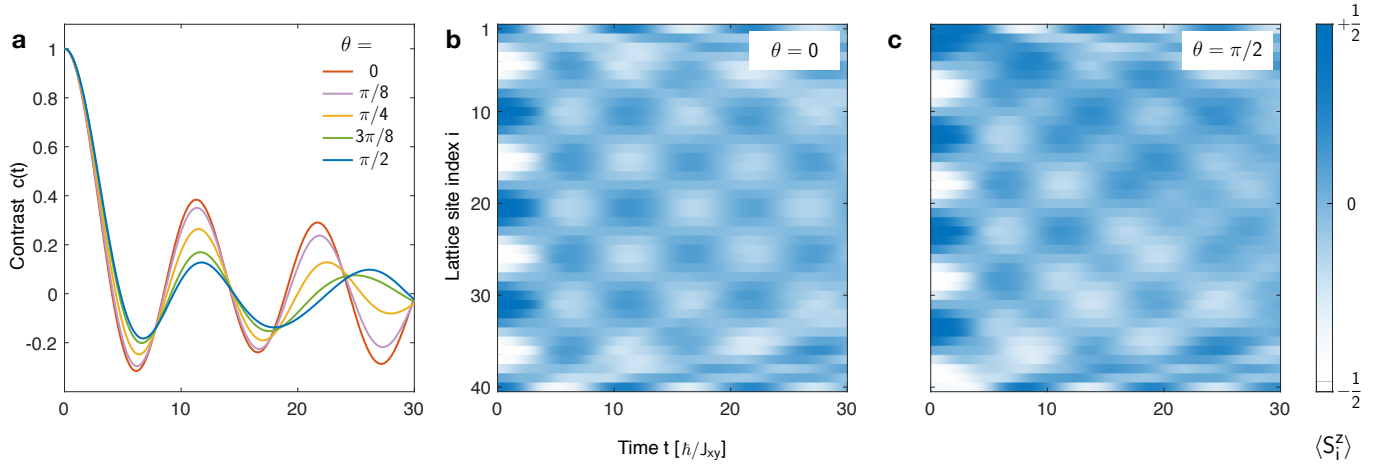 a
Contrast c(t)
1
0.8
0.6
0.4
0.2
0
-0.2
0
10
20
30
θ =
0
π/8
π/4
3π/8
π/2
b
θ = 0
Lattice site index i
1
10
20
30
40
0
10
20
30
Time t [ℏ/J_xy]
c
θ = π/2
0
10
20
30
+1/2
0
-1/2
⟨S_i^z⟩